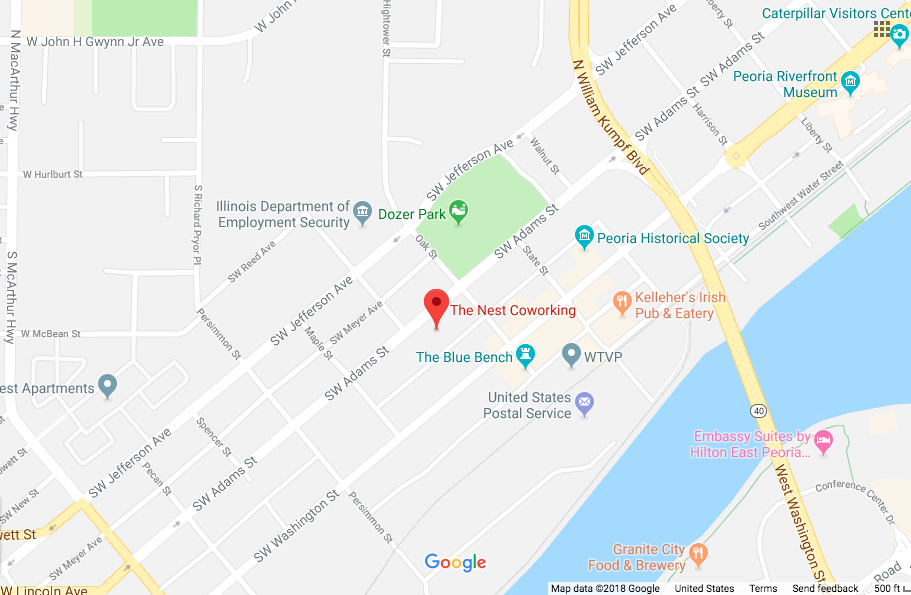 W John H
Caterpillar Visitors Cente
W John H Gwynn Jr Ave
Hightower St
Liberty St
SW Jefferson Ave
SW Adams St
SW Adams St
N MacArthur Hwy
N William Kumpf Blvd
Peoria Riverfront
Museum
Harrison St
Liberty St
SW Jefferson Ave
Walnut St
W Hurlburt St
S Richard Pryor Pl
Southwest Water Street
Illinois Department of
Employment Security
Dozer Park
SW Adams St
Oak St
Peoria Historical Society
State St
SW Reed Ave
S MacArthur Hwy
SW Jefferson Ave
SW Meyer Ave
The Nest Coworking
Kelleher's Irish
Pub & Eatery
W McBean St
Persimmon St
Maple St
The Blue Bench
WTVP
SW Adams St
est Apartments
United States
Postal Service
40
Embassy Suites by
Hilton East Peoria...
SW Jefferson Ave
Spencer St
owett St
Pecan St
SW Adams St
West Washington St
Conference Center Dr
SW New St
SW Washington St
Persimmon St
wett St
SW Meyer Ave
Google
Granite City
Food & Brewery
Road
W Lincoln Ave
Map data ©2018 Google
United States
Terms
Send feedback
500 ft